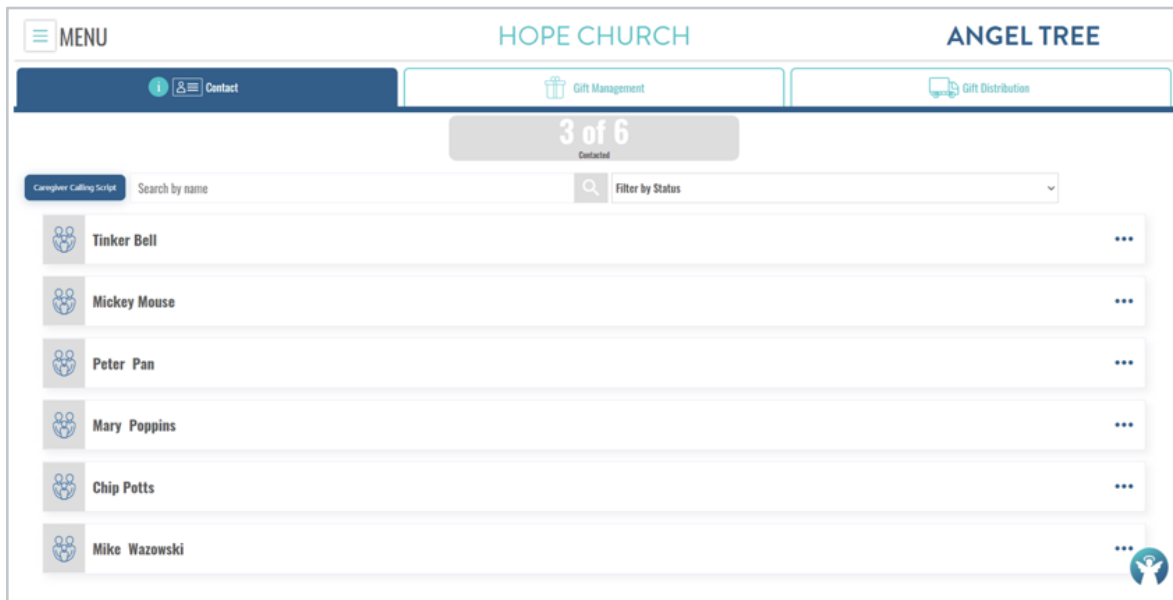 MENU
HOPE CHURCH
ANGEL TREE
i Contact
Gift Management
Gift Distribution
3 of 6
Contacted
Caregiver Calling Script
Search by name
Filter by Status
Tinker Bell
Mickey Mouse
Peter Pan
Mary Poppins
Chip Potts
Mike Wazowski